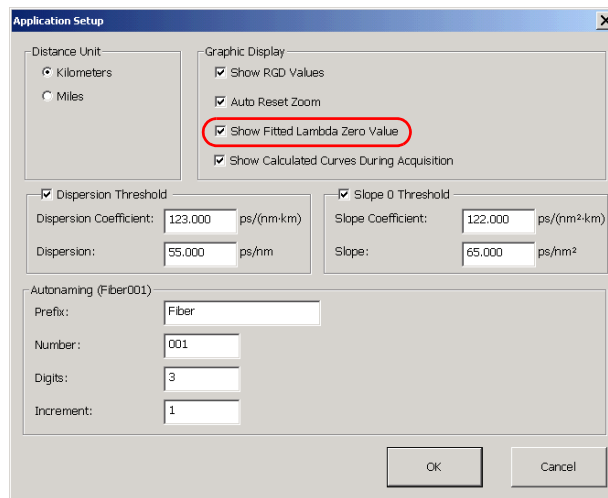 Application Setup
Distance Unit
Kilometers
Miles
Graphic Display
Show RGD Values
Auto Reset Zoom
Show Fitted Lambda Zero Value
Show Calculated Curves During Acquisition
Dispersion Threshold
Dispersion Coefficient: 123.000 ps/(nm·km)
Dispersion: 55.000 ps/nm
Slope 0 Threshold
Slope Coefficient: 122.000 ps/(nm²·km)
Slope: 65.000 ps/nm²
Autonaming (Fiber001)
Prefix: Fiber
Number: 001
Digits: 3
Increment: 1
OK Cancel